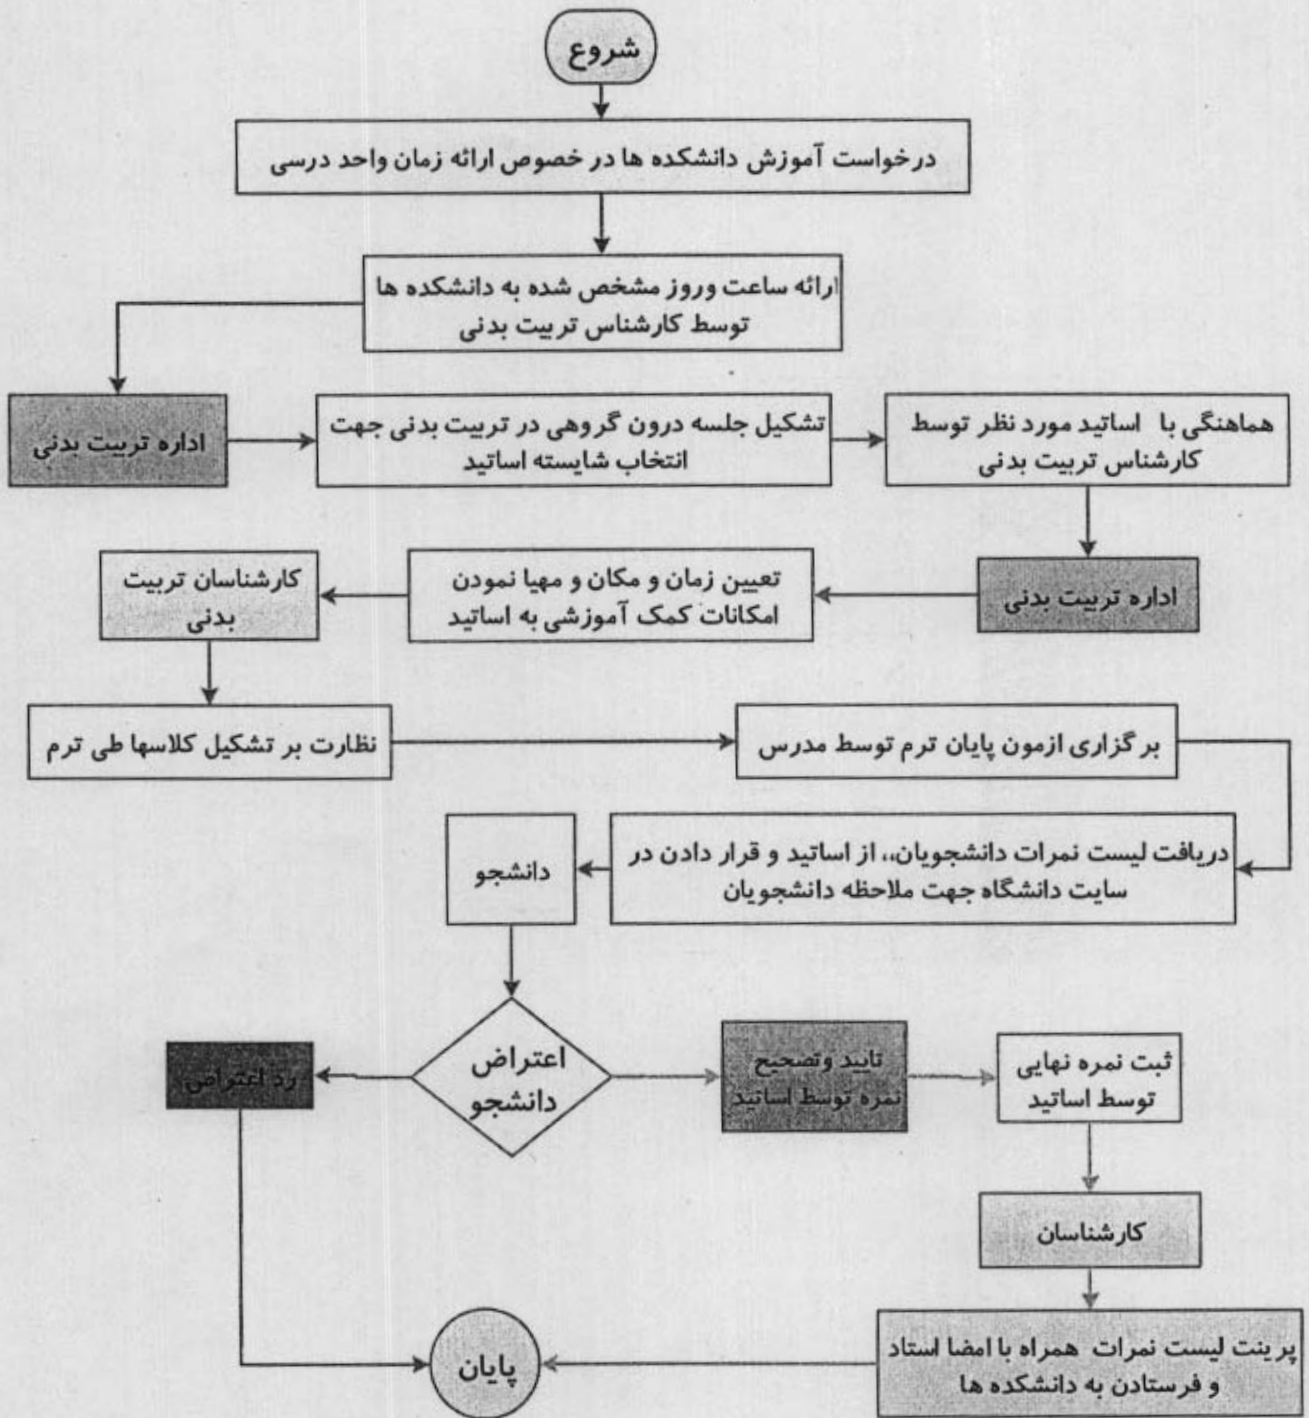 شروع
درخواست آموزش دانشکده ها در خصوص ارائه زمان واحد درسی
ارائه ساعت وروز مشخص شده به دانشکده ها
توسط کارشناس تربیت بدنی
اداره تربیت بدنی
تشکیل جلسه درون گروهی در تربیت بدنی جهت
انتخاب شایسته اساتید
هماهنگی با اساتید مورد نظر توسط
کارشناس تربیت بدنی
اداره تربیت بدنی
تعیین زمان و مکان و مهیا نمودن
امکانات کمک آموزشی به اساتید
کارشناسان تربیت
بدنی
نظارت بر تشکیل کلاسها طی ترم
برگزاری ازمون پایان ترم توسط مدرس
دریافت لیست نمرات دانشجویان،، از اساتید و قرار دادن در
سایت دانشگاه جهت ملاحظه دانشجویان
دانشجو
اعتراض
دانشجو
رد اعتراض
تایید وتصحیح
نمره توسط اساتید
ثبت نمره نهایی
توسط اساتید
کارشناسان
پرینت لیست نمرات همراه با امضا استاد
و فرستادن به دانشکده ها
پایان